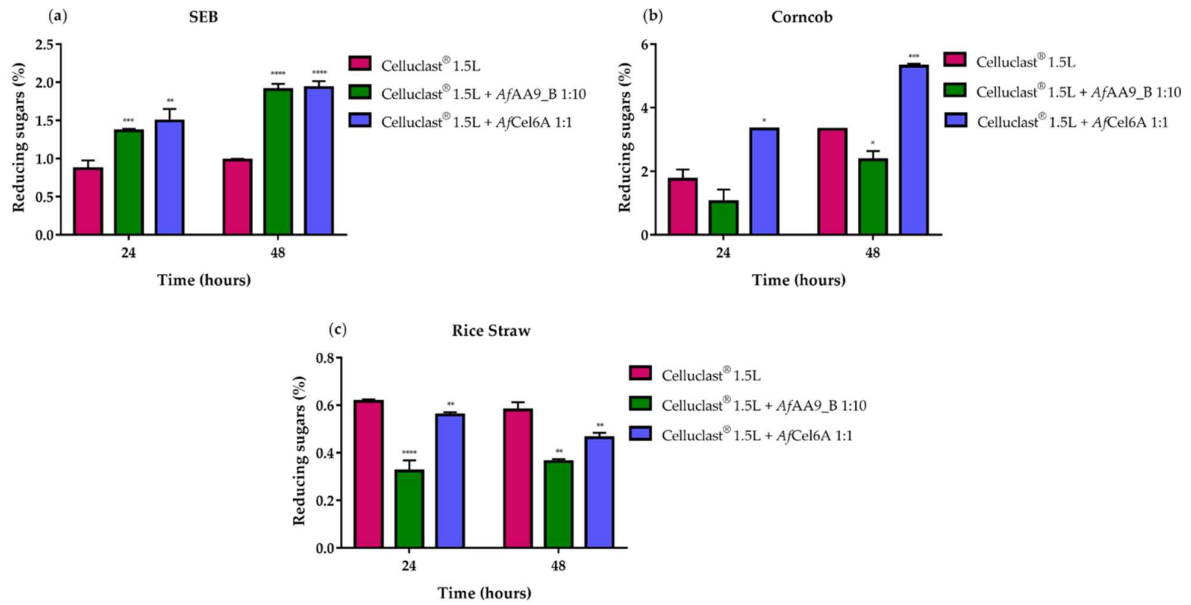 (a) SEB
Reducing sugars (%)
2.5
2.0
1.5
1.0
0.5
0.0
*** ** **** ****
24 48
Time (hours)
Celluclast® 1.5L
Celluclast® 1.5L + AfAA9_B 1:10
Celluclast® 1.5L + AfCel6A 1:1
(b) Corncob
Reducing sugars (%)
6
4
2
0
* * ***
24 48
Time (hours)
Celluclast® 1.5L
Celluclast® 1.5L + AfAA9_B 1:10
Celluclast® 1.5L + AfCel6A 1:1
(c) Rice Straw
Reducing sugars (%)
0.8
0.6
0.4
0.2
0.0
**** ** ** **
24 48
Time (hours)
Celluclast® 1.5L
Celluclast® 1.5L + AfAA9_B 1:10
Celluclast® 1.5L + AfCel6A 1:1